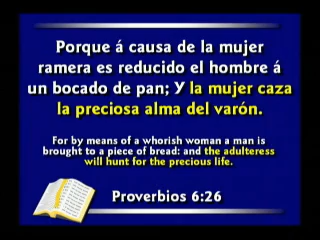 Porque á causa de la mujer
ramera es reducido el hombre á
un bocado de pan; Y la mujer caza
la preciosa alma del varón.
For by means of a whorish woman a man is
brought to a piece of bread: and the adulteress
will hunt for the precious life.
Proverbios 6:26